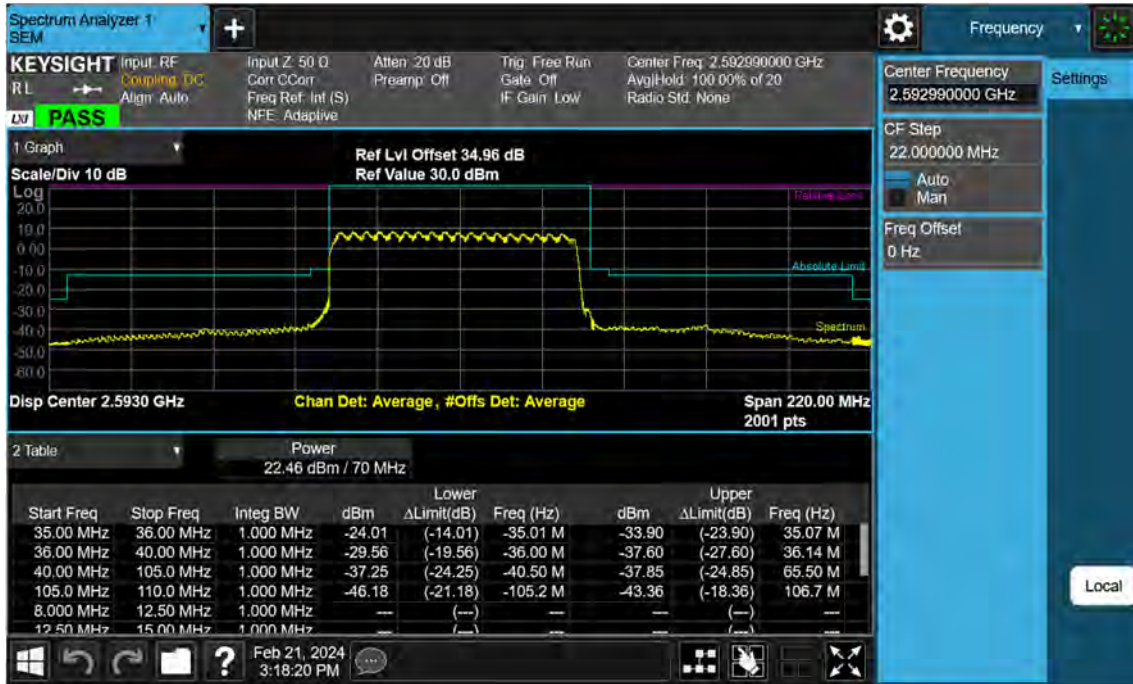 Spectrum Analyzer 1
SEM
+
Frequency
KEYSIGHT
Input: RF
Coupling: DC
Align: Auto
Input Z: 50 Ω
Corr CCorr
Freq Ref: Int (S)
NFE: Adaptive
Atten: 20 dB
Preamp: Off
Trig: Free Run
Gate: Off
IF Gain: Low
Center Freq: 2.592990000 GHz
Avg|Hold: 100.00% of 20
Radio Std: None
RL
LXI
PASS
Center Frequency
2.592990000 GHz
Settings
CF Step
22.000000 MHz
Auto
Man
Freq Offset
0 Hz
1 Graph
Scale/Div 10 dB
Ref Lvl Offset 34.96 dB
Ref Value 30.0 dBm
Log
20.0
10.0
0.00
-10.0
-20.0
-30.0
-40.0
-50.0
-60.0
Relative Limit
Absolute Limit
Spectrum
Disp Center 2.5930 GHz
Chan Det: Average, #Offs Det: Average
Span 220.00 MHz
2001 pts
2 Table
Power
22.46 dBm / 70 MHz
Lower Upper
Start Freq Stop Freq Integ BW dBm ΔLimit(dB) Freq (Hz) dBm ΔLimit(dB) Freq (Hz)
35.00 MHz 36.00 MHz 1.000 MHz -24.01 (-14.01) -35.01 M -33.90 (-23.90) 35.07 M
36.00 MHz 40.00 MHz 1.000 MHz -29.56 (-19.56) -36.00 M -37.60 (-27.60) 36.14 M
40.00 MHz 105.0 MHz 1.000 MHz -37.25 (-24.25) -40.50 M -37.85 (-24.85) 65.50 M
105.0 MHz 110.0 MHz 1.000 MHz -46.18 (-21.18) -105.2 M -43.36 (-18.36) 106.7 M
8.000 MHz 12.50 MHz 1.000 MHz --- (---) --- --- (---) ---
12.50 MHz 15.00 MHz 1.000 MHz --- (---) --- --- (---) ---
Local
?
Feb 21, 2024
3:18:20 PM